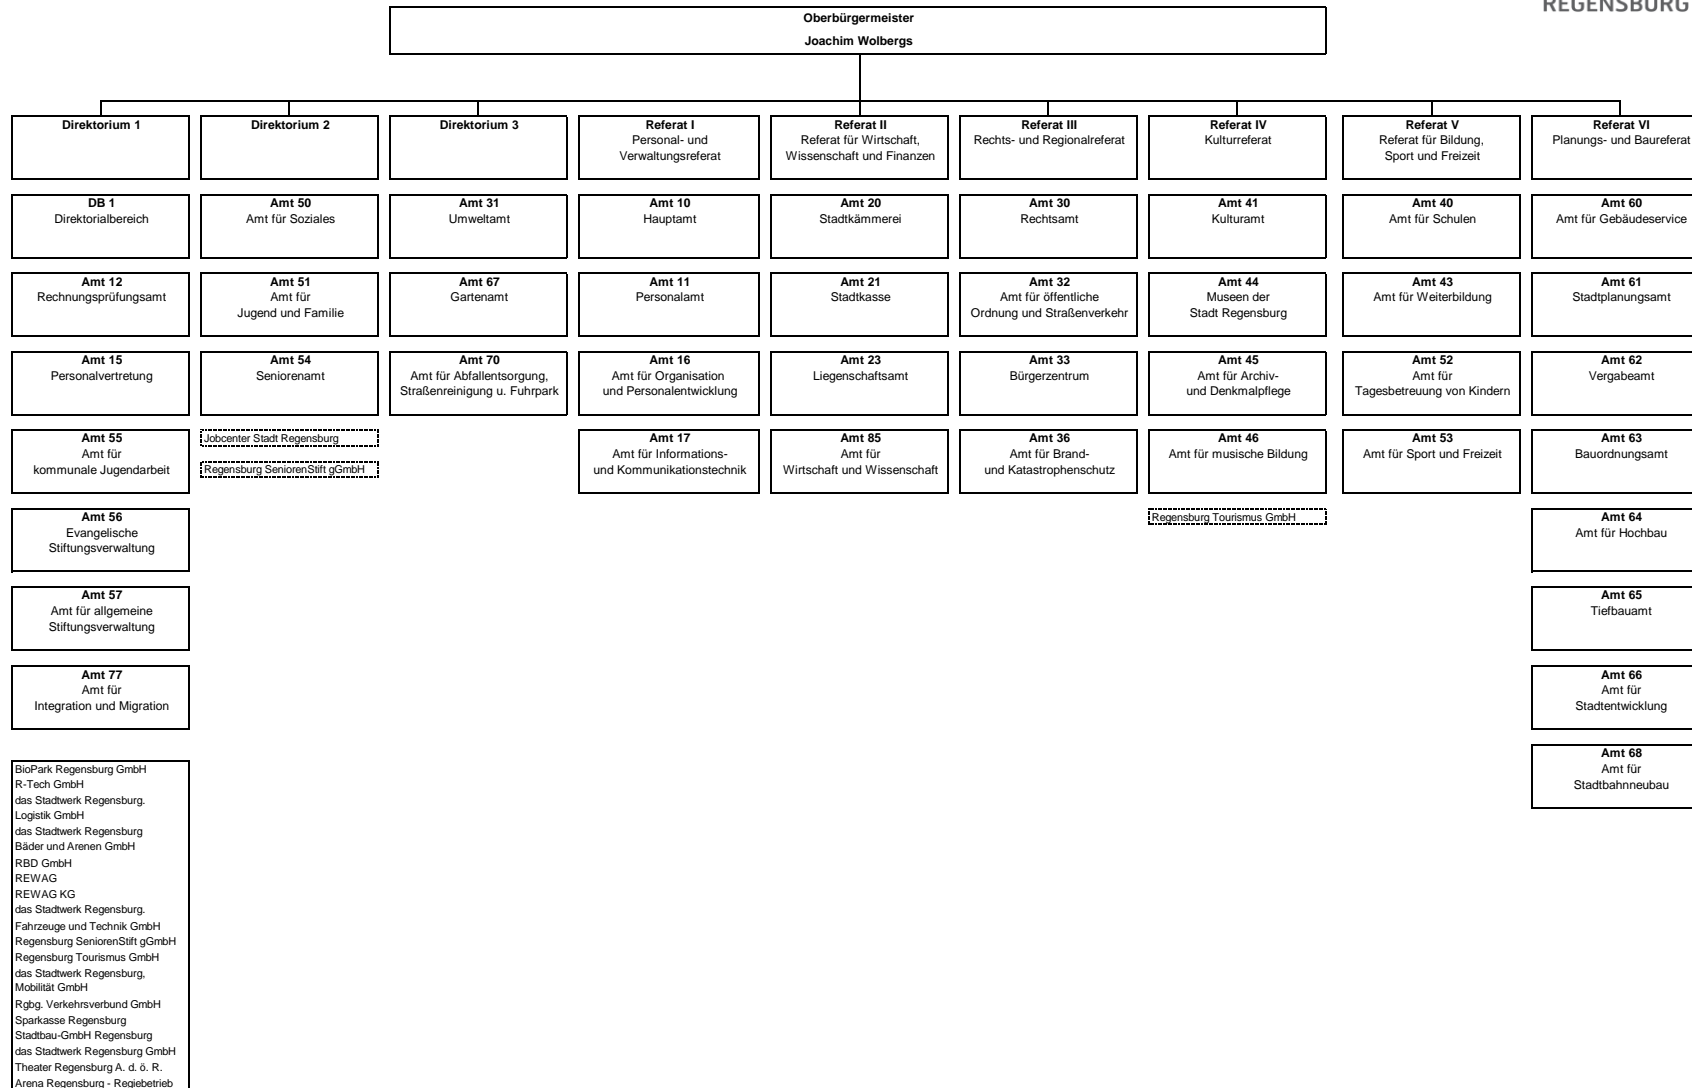 REGENSBURG
Oberbürgermeister
Joachim Wolbergs
Direktorium 1
DB 1
Direktorialbereich
Amt 12
Rechnungsprüfungsamt
Amt 15
Personalvertretung
Amt 55
Amt für
kommunale Jugendarbeit
Amt 56
Evangelische
Stiftungsverwaltung
Amt 57
Amt für allgemeine
Stiftungsverwaltung
Amt 77
Amt für
Integration und Migration
BioPark Regensburg GmbH
R-Tech GmbH
das Stadtwerk Regensburg.
Logistik GmbH
das Stadtwerk Regensburg
Bäder und Arenen GmbH
RBD GmbH
REWAG
REWAG KG
das Stadtwerk Regensburg.
Fahrzeuge und Technik GmbH
Regensburg SeniorenStift gGmbH
Regensburg Tourismus GmbH
das Stadtwerk Regensburg,
Mobilität GmbH
Rgbg. Verkehrsverbund GmbH
Sparkasse Regensburg
Stadtbau-GmbH Regensburg
das Stadtwerk Regensburg GmbH
Theater Regensburg A. d. ö. R.
Arena Regensburg - Regiebetrieb
Direktorium 2
Amt 50
Amt für Soziales
Amt 51
Amt für
Jugend und Familie
Amt 54
Seniorenamt
Jobcenter Stadt Regensburg
Regensburg SeniorenStift gGmbH
Direktorium 3
Amt 31
Umweltamt
Amt 67
Gartenamt
Amt 70
Amt für Abfallentsorgung,
Straßenreinigung u. Fuhrpark
Referat I
Personal- und
Verwaltungsreferat
Amt 10
Hauptamt
Amt 11
Personalamt
Amt 16
Amt für Organisation
und Personalentwicklung
Amt 17
Amt für Informations-
und Kommunikationstechnik
Referat II
Referat für Wirtschaft,
Wissenschaft und Finanzen
Amt 20
Stadtkämmerei
Amt 21
Stadtkasse
Amt 23
Liegenschaftsamt
Amt 85
Amt für
Wirtschaft und Wissenschaft
Referat III
Rechts- und Regionalreferat
Amt 30
Rechtsamt
Amt 32
Amt für öffentliche
Ordnung und Straßenverkehr
Amt 33
Bürgerzentrum
Amt 36
Amt für Brand-
und Katastrophenschutz
Referat IV
Kulturreferat
Amt 41
Kulturamt
Amt 44
Museen der
Stadt Regensburg
Amt 45
Amt für Archiv-
und Denkmalpflege
Amt 46
Amt für musische Bildung
Regensburg Tourismus GmbH
Referat V
Referat für Bildung,
Sport und Freizeit
Amt 40
Amt für Schulen
Amt 43
Amt für Weiterbildung
Amt 52
Amt für
Tagesbetreuung von Kindern
Amt 53
Amt für Sport und Freizeit
Referat VI
Planungs- und Baureferat
Amt 60
Amt für Gebäudeservice
Amt 61
Stadtplanungsamt
Amt 62
Vergabeamt
Amt 63
Bauordnungsamt
Amt 64
Amt für Hochbau
Amt 65
Tiefbauamt
Amt 66
Amt für
Stadtentwicklung
Amt 68
Amt für
Stadtbahnneubau